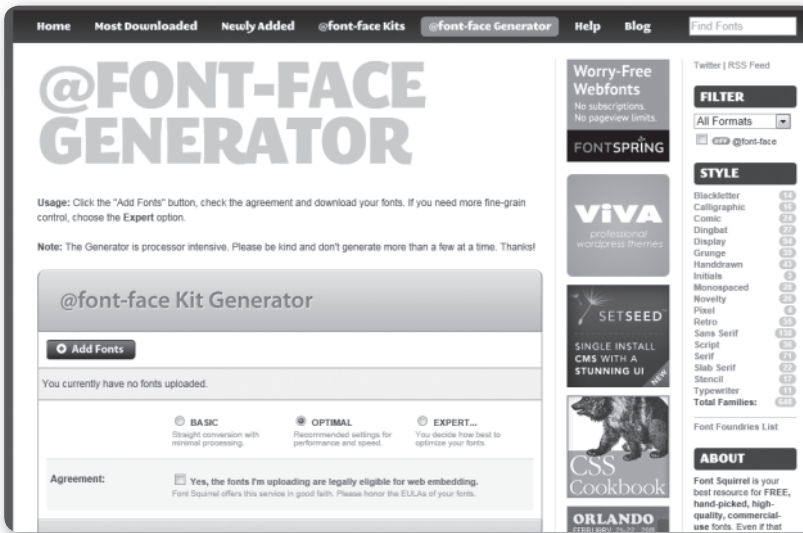 Home Most Downloaded Newly Added @font-face Kits @font-face Generator Help Blog Find Fonts
@FONT-FACE
GENERATOR
Usage: Click the "Add Fonts" button, check the agreement and download your fonts. If you need more fine-grain
control, choose the Expert option.
Note: The Generator is processor intensive. Please be kind and don't generate more than a few at a time. Thanks!
@font-face Kit Generator
Add Fonts
You currently have no fonts uploaded.
BASIC
Straight conversion with
minimal processing.
OPTIMAL
Recommended settings for
performance and speed.
EXPERT...
You decide how best to
optimize your fonts.
Agreement:
Yes, the fonts I'm uploading are legally eligible for web embedding.
Font Squirrel offers this service in good faith. Please honor the EULAs of your fonts.
Worry-Free
Webfonts
No subscriptions.
No pageview limits.
FONTSPRING
ViVA
professional
wordpress themes
SETSEED
SINGLE INSTALL
CMS WITH A
STUNNING UI
NEW
CSS
Cookbook
ORLANDO
Twitter | RSS Feed
FILTER
All Formats
OFF @font-face
STYLE
Blackletter 14
Calligraphic
Comic 24
Dingbat 27
Display
Grunge
Handdrawn 43
Initials
Monospaced
Novelty
Pixel
Retro
Sans Serif
Script
Serif 71
Slab Serif 22
Stencil 17
Typewriter 11
Total Families:
Font Foundries List
ABOUT
Font Squirrel is your
best resource for FREE,
hand-picked, high-
quality, commercial-
use fonts. Even if that